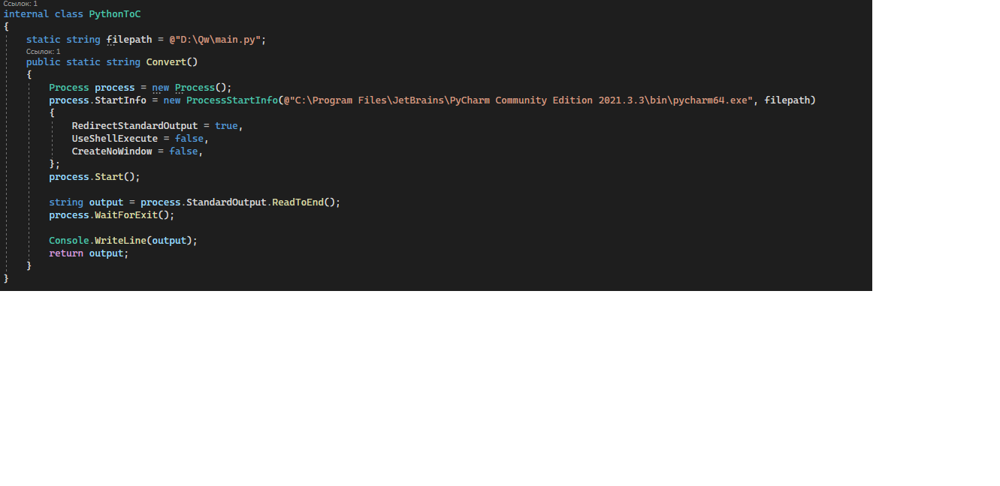 Ссылок: 1
internal class PythonToC
{
static string filepath = @"D:\Qw\main.py";
Ссылок: 1
public static string Convert()
{
Process process = new Process();
process.StartInfo = new ProcessStartInfo(@"C:\Program Files\JetBrains\PyCharm Community Edition 2021.3.3\bin\pycharm64.exe", filepath)
{
RedirectStandardOutput = true,
UseShellExecute = false,
CreateNoWindow = false,
};
process.Start();
string output = process.StandardOutput.ReadToEnd();
process.WaitForExit();
Console.WriteLine(output);
return output;
}
}